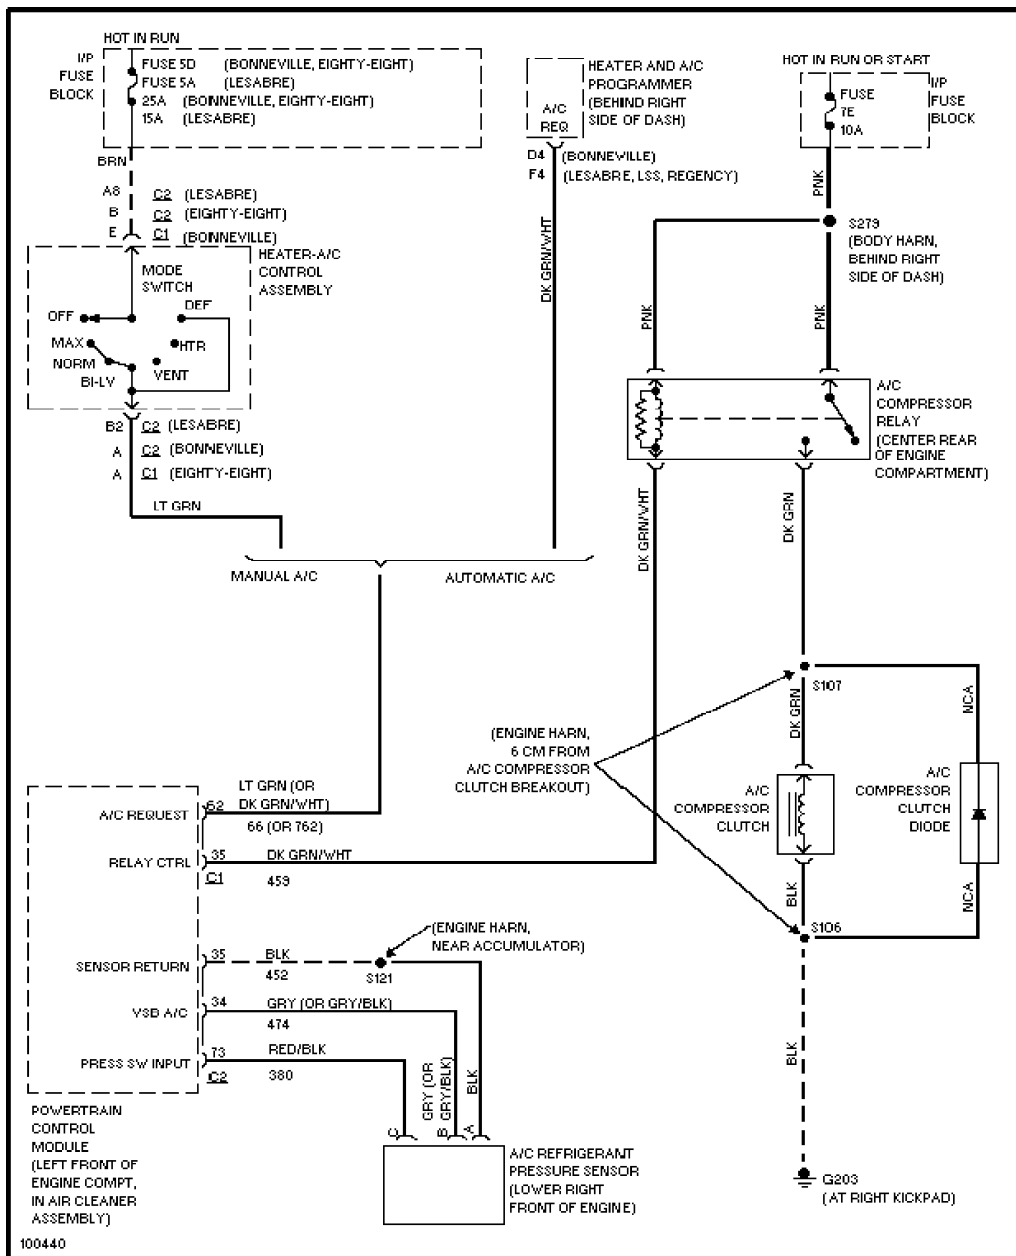 HOT IN RUN
I/P
FUSE
BLOCK
FUSE 5D (BONNEVILLE, EIGHTY-EIGHT)
FUSE 5A (LESABRE)
25A (BONNEVILLE, EIGHTY-EIGHT)
15A (LESABRE)
BRN
A8 C2 (LESABRE)
B C2 (EIGHTY-EIGHT)
E C1 (BONNEVILLE)
HEATER-A/C
CONTROL
ASSEMBLY
MODE
SWITCH
DEF
OFF
MAX
HTR
NORM
VENT
BI-LV
B2 C2 (LESABRE)
A C2 (BONNEVILLE)
A C1 (EIGHTY-EIGHT)
LT GRN
A/C
REQ
HEATER AND A/C
PROGRAMMER
(BEHIND RIGHT
SIDE OF DASH)
D4 (BONNEVILLE)
F4 (LESABRE, LSS, REGENCY)
DK GRN/WHT
MANUAL A/C
AUTOMATIC A/C
HOT IN RUN OR START
FUSE
7E
10A
I/P
FUSE
BLOCK
PNK
S279
(BODY HARN,
BEHIND RIGHT
SIDE OF DASH)
PNK
PNK
A/C
COMPRESSOR
RELAY
(CENTER REAR
OF ENGINE
COMPARTMENT)
DK GRN/WHT
DK GRN
S107
DK GRN
NCA
(ENGINE HARN,
6 CM FROM
A/C COMPRESSOR
CLUTCH BREAKOUT)
A/C
COMPRESSOR
CLUTCH
A/C
COMPRESSOR
CLUTCH
DIODE
BLK
NCA
S106
BLK
G203
(AT RIGHT KICKPAD)
A/C REQUEST
62
LT GRN (OR
DK GRN/WHT)
66 (OR 762)
RELAY CTRL
35
DK GRN/WHT
C1
459
SENSOR RETURN
35
BLK
452
S121
(ENGINE HARN,
NEAR ACCUMULATOR)
VSB A/C
34
GRY (OR GRY/BLK)
474
PRESS SW INPUT
73
RED/BLK
C2
380
GRY (OR
GRY/BLK)
BLK
C
B
A
POWERTRAIN
CONTROL
MODULE
(LEFT FRONT OF
ENGINE COMPT,
IN AIR CLEANER
ASSEMBLY)
A/C REFRIGERANT
PRESSURE SENSOR
(LOWER RIGHT
FRONT OF ENGINE)
100440